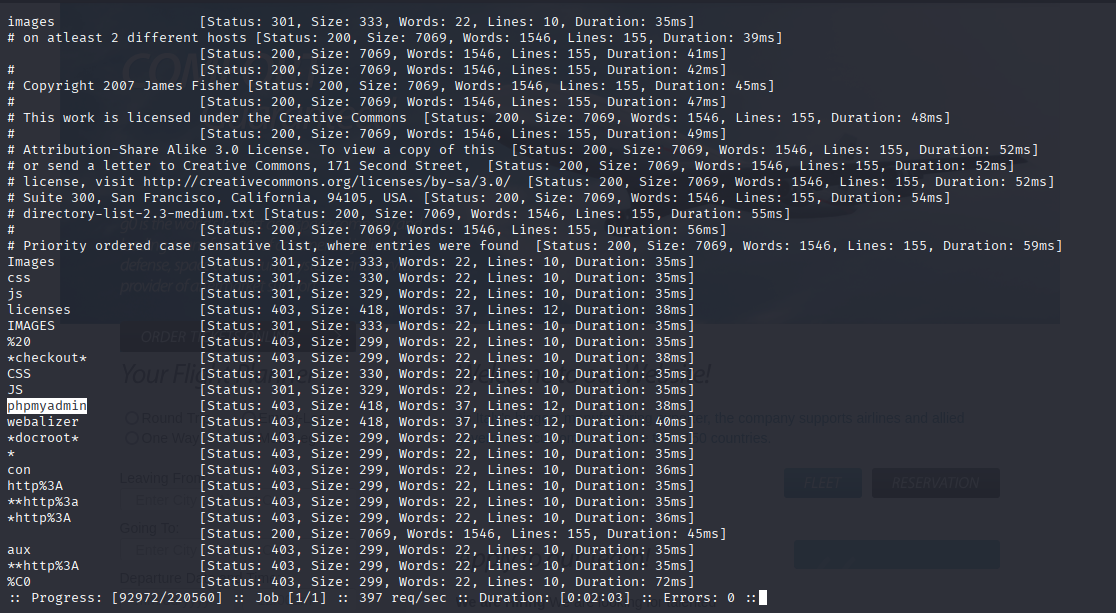 images [Status: 301, Size: 333, Words: 22, Lines: 10, Duration: 35ms]
# on atleast 2 different hosts [Status: 200, Size: 7069, Words: 1546, Lines: 155, Duration: 39ms]
[Status: 200, Size: 7069, Words: 1546, Lines: 155, Duration: 41ms]
# [Status: 200, Size: 7069, Words: 1546, Lines: 155, Duration: 42ms]
# Copyright 2007 James Fisher [Status: 200, Size: 7069, Words: 1546, Lines: 155, Duration: 45ms]
# [Status: 200, Size: 7069, Words: 1546, Lines: 155, Duration: 47ms]
# This work is licensed under the Creative Commons [Status: 200, Size: 7069, Words: 1546, Lines: 155, Duration: 48ms]
# [Status: 200, Size: 7069, Words: 1546, Lines: 155, Duration: 49ms]
# Attribution-Share Alike 3.0 License. To view a copy of this [Status: 200, Size: 7069, Words: 1546, Lines: 155, Duration: 52ms]
# or send a letter to Creative Commons, 171 Second Street, [Status: 200, Size: 7069, Words: 1546, Lines: 155, Duration: 52ms]
# license, visit http://creativecommons.org/licenses/by-sa/3.0/ [Status: 200, Size: 7069, Words: 1546, Lines: 155, Duration: 52ms]
# Suite 300, San Francisco, California, 94105, USA. [Status: 200, Size: 7069, Words: 1546, Lines: 155, Duration: 54ms]
# directory-list-2.3-medium.txt [Status: 200, Size: 7069, Words: 1546, Lines: 155, Duration: 55ms]
# [Status: 200, Size: 7069, Words: 1546, Lines: 155, Duration: 56ms]
# Priority ordered case sensative list, where entries were found [Status: 200, Size: 7069, Words: 1546, Lines: 155, Duration: 59ms]
Images [Status: 301, Size: 333, Words: 22, Lines: 10, Duration: 35ms]
css [Status: 301, Size: 330, Words: 22, Lines: 10, Duration: 35ms]
js [Status: 301, Size: 329, Words: 22, Lines: 10, Duration: 35ms]
licenses [Status: 403, Size: 418, Words: 37, Lines: 12, Duration: 38ms]
IMAGES [Status: 301, Size: 333, Words: 22, Lines: 10, Duration: 35ms]
%20 [Status: 403, Size: 299, Words: 22, Lines: 10, Duration: 35ms]
*checkout* [Status: 403, Size: 299, Words: 22, Lines: 10, Duration: 38ms]
CSS [Status: 301, Size: 330, Words: 22, Lines: 10, Duration: 35ms]
JS [Status: 301, Size: 329, Words: 22, Lines: 10, Duration: 35ms]
phpmyadmin [Status: 403, Size: 418, Words: 37, Lines: 12, Duration: 38ms]
webalizer [Status: 403, Size: 418, Words: 37, Lines: 12, Duration: 40ms]
*docroot* [Status: 403, Size: 299, Words: 22, Lines: 10, Duration: 35ms]
* [Status: 403, Size: 299, Words: 22, Lines: 10, Duration: 35ms]
con [Status: 403, Size: 299, Words: 22, Lines: 10, Duration: 36ms]
http%3A [Status: 403, Size: 299, Words: 22, Lines: 10, Duration: 35ms]
**http%3a [Status: 403, Size: 299, Words: 22, Lines: 10, Duration: 35ms]
*http%3A [Status: 403, Size: 299, Words: 22, Lines: 10, Duration: 36ms]
[Status: 200, Size: 7069, Words: 1546, Lines: 155, Duration: 45ms]
aux [Status: 403, Size: 299, Words: 22, Lines: 10, Duration: 35ms]
**http%3A [Status: 403, Size: 299, Words: 22, Lines: 10, Duration: 35ms]
%C0 [Status: 403, Size: 299, Words: 22, Lines: 10, Duration: 72ms]
:: Progress: [92972/220560] :: Job [1/1] :: 397 req/sec :: Duration: [0:02:03] :: Errors: 0 ::
FLEET
RESERVATION